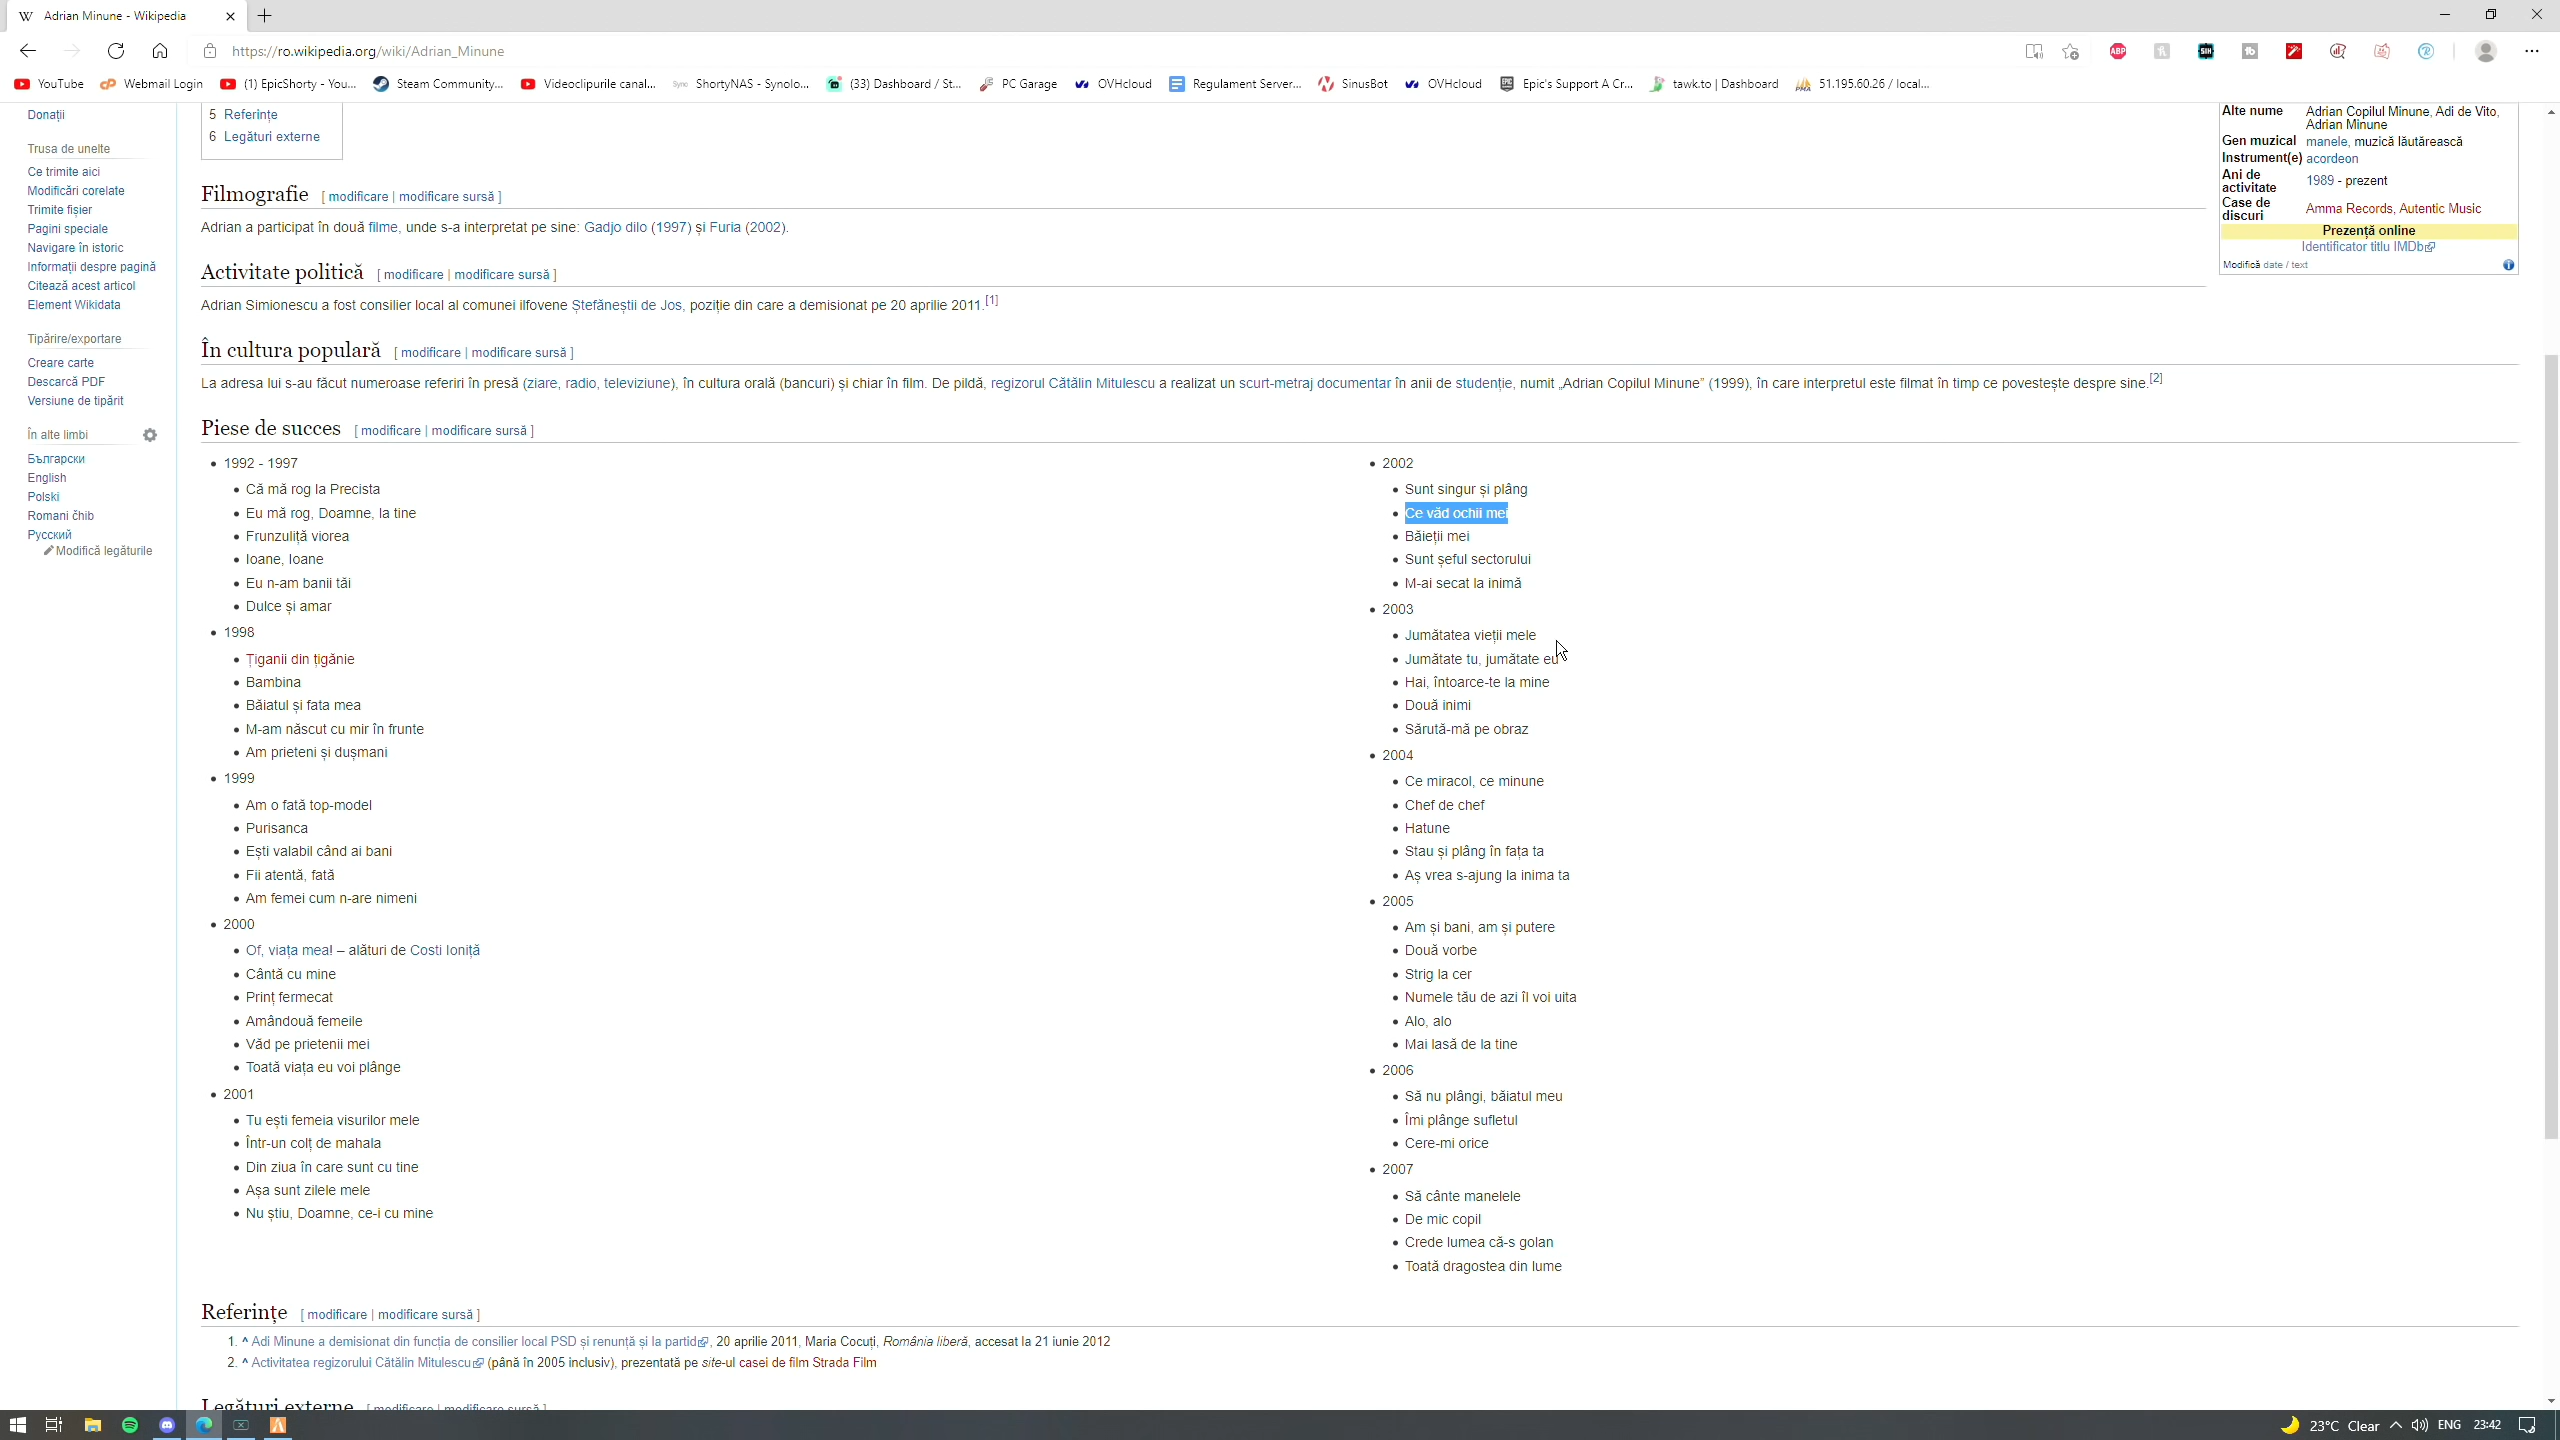 Adrian Minune - Wikipedia
https://ro.wikipedia.org/wiki/Adrian_Minune
YouTube
Webmail Login
(1) EpicShorty - You...
Steam Community...
Videoclipurile canal...
ShortyNAS - Synolo...
(33) Dashboard / St...
PC Garage
OVHcloud
Regulament Server...
SinusBot
OVHcloud
Epic's Support A Cr...
tawk.to | Dashboard
51.195.60.26 / local...
Donații
Trusa de unelte
Ce trimite aici
Modificări corelate
Trimite fișier
Pagini speciale
Navigare în istoric
Informații despre pagină
Citează acest articol
Element Wikidata
Tipărire/exportare
Creare carte
Descarcă PDF
Versiune de tipărit
În alte limbi
Български
English
Polski
Romani čhib
Русский
Modifică legăturile
5 Referințe
6 Legături externe
Filmografie [ modificare | modificare sursă ]
Adrian a participat în două filme, unde s-a interpretat pe sine: Gadjo dilo (1997) și Furia (2002).
Activitate politică [ modificare | modificare sursă ]
Adrian Simionescu a fost consilier local al comunei ilfovene Ștefăneștii de Jos, poziție din care a demisionat pe 20 aprilie 2011.[1]
În cultura populară [ modificare | modificare sursă ]
La adresa lui s-au făcut numeroase referiri în presă (ziare, radio, televiziune), în cultura orală (bancuri) și chiar în film. De pildă, regizorul Cătălin Mitulescu a realizat un scurt-metraj documentar în anii de studenție, numit „Adrian Copilul Minune” (1999), în care interpretul este filmat în timp ce povestește despre sine.[2]
Piese de succes [ modificare | modificare sursă ]
1992 - 1997
Că mă rog la Precista
Eu mă rog, Doamne, la tine
Frunzuliță viorea
Ioane, Ioane
Eu n-am banii tăi
Dulce și amar
1998
Țiganii din țigănie
Bambina
Băiatul și fata mea
M-am născut cu mir în frunte
Am prieteni și dușmani
1999
Am o fată top-model
Purisanca
Ești valabil când ai bani
Fii atentă, fată
Am femei cum n-are nimeni
2000
Of, viața mea! – alături de Costi Ioniță
Cântă cu mine
Prinț fermecat
Amândouă femeile
Văd pe prietenii mei
Toată viața eu voi plânge
2001
Tu ești femeia visurilor mele
Într-un colț de mahala
Din ziua în care sunt cu tine
Așa sunt zilele mele
Nu știu, Doamne, ce-i cu mine
2002
Sunt singur și plâng
Ce văd ochii mei
Băieții mei
Sunt șeful sectorului
M-ai secat la inimă
2003
Jumătatea vieții mele
Jumătate tu, jumătate eu
Hai, întoarce-te la mine
Două inimi
Sărută-mă pe obraz
2004
Ce miracol, ce minune
Chef de chef
Hatune
Stau și plâng în fața ta
Aș vrea s-ajung la inima ta
2005
Am și bani, am și putere
Două vorbe
Strig la cer
Numele tău de azi îl voi uita
Alo, alo
Mai lasă de la tine
2006
Să nu plângi, băiatul meu
Îmi plânge sufletul
Cere-mi orice
2007
Să cânte manelele
De mic copil
Crede lumea că-s golan
Toată dragostea din lume
Alte nume Adrian Copilul Minune, Adi de Vito, Adrian Minune
Gen muzical manele, muzică lăutărească
Instrument(e) acordeon
Ani de activitate 1989 - prezent
Case de discuri Amma Records, Autentic Music
Prezență online
Identificator titlu IMDb
Modifică date / text
Referințe [ modificare | modificare sursă ]
1. ^ Adi Minune a demisionat din funcția de consilier local PSD și renunță și la partid, 20 aprilie 2011, Maria Cocuți, România liberă, accesat la 21 iunie 2012
2. ^ Activitatea regizorului Cătălin Mitulescu (până în 2005 inclusiv), prezentată pe site-ul casei de film Strada Film
Legături externe [ modificare | modificare sursă ]
23°C Clear ENG 23:42